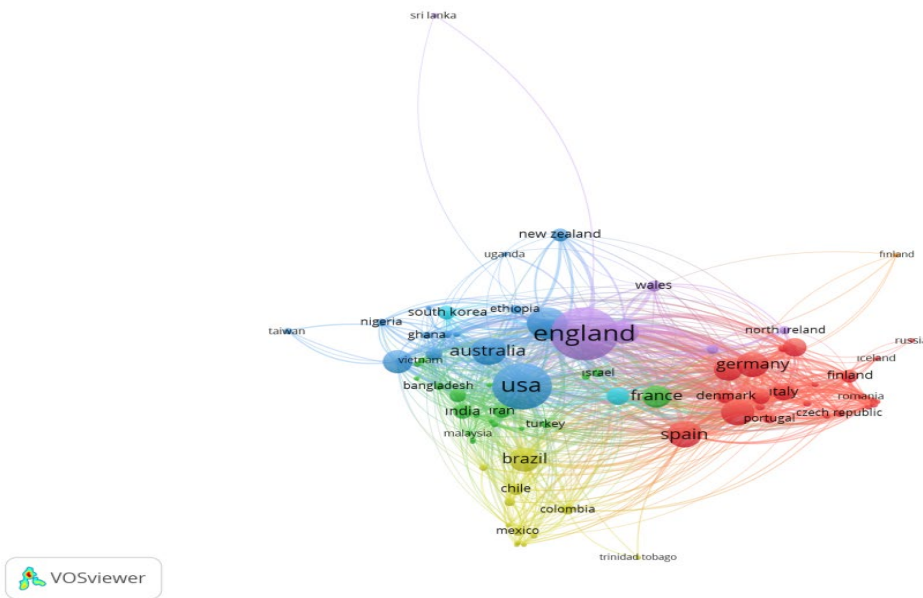 sri lanka
new zealand
uganda
finland
wales
ethiopia
south korea
nigeria
ghana
taiwan
england
north ireland
russia
australia
vietnam
germany
iceland
israel
finland
usa
bangladesh
france
denmark
italy
romania
india
iran
portugal
czech republic
turkey
malaysia
spain
brazil
chile
colombia
mexico
trinidad tobago
VOSviewer